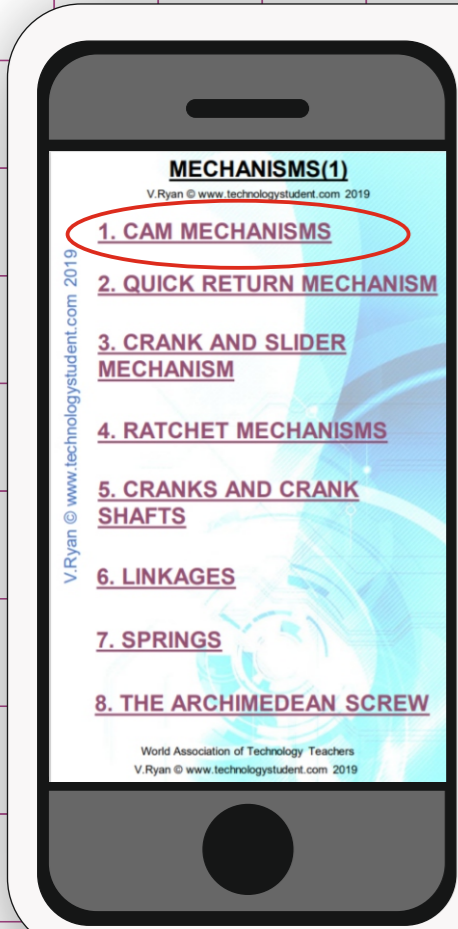 MECHANISMS(1)
V.Ryan © www.technologystudent.com 2019
1. CAM MECHANISMS
2. QUICK RETURN MECHANISM
3. CRANK AND SLIDER
MECHANISM
4. RATCHET MECHANISMS
5. CRANKS AND CRANK
SHAFTS
6. LINKAGES
7. SPRINGS
8. THE ARCHIMEDEAN SCREW
World Association of Technology Teachers
V.Ryan © www.technologystudent.com 2019
V.Ryan © www.technologystudent.com 2019